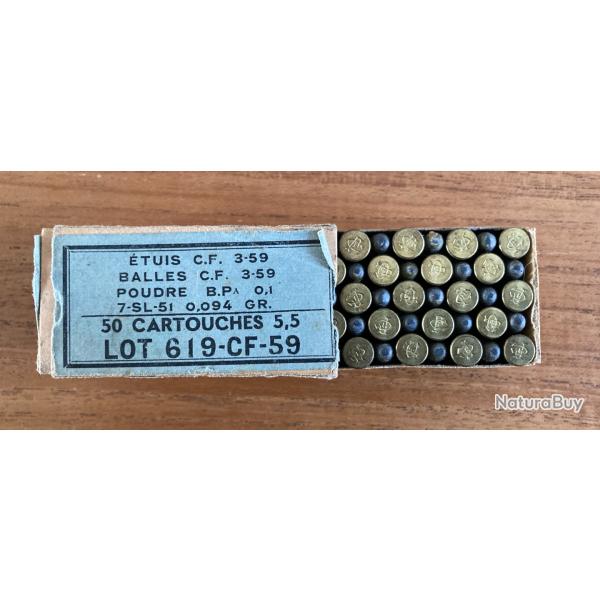 ÉTUIS C.F. 3-59
BALLES C.F. 3-59
POUDRE B.PA 0,1
7-SL-51 0,094 GR.
50 CARTOUCHES 5,5
LOT 619-CF-59
NaturaBuy